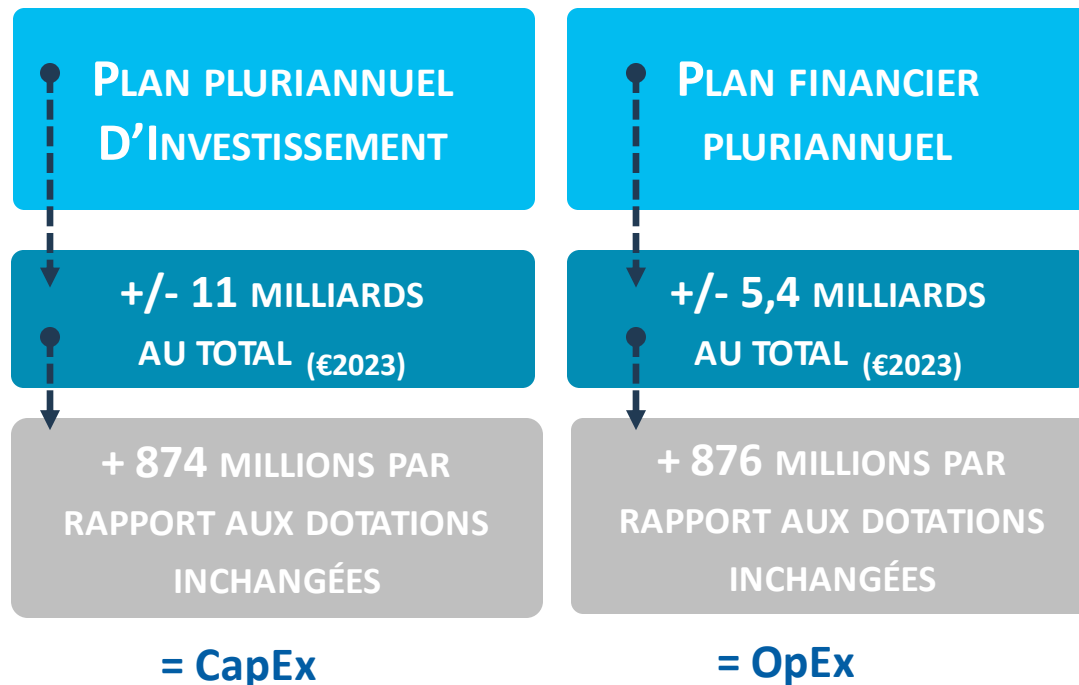 Plan pluriannuel
d'Investissement
+/- 11 milliards
au total (€2023)
+ 874 millions par
rapport aux dotations
inchangées
= CapEx
Plan financier
pluriannuel
+/- 5,4 milliards
au total (€2023)
+ 876 millions par
rapport aux dotations
inchangées
= OpEx